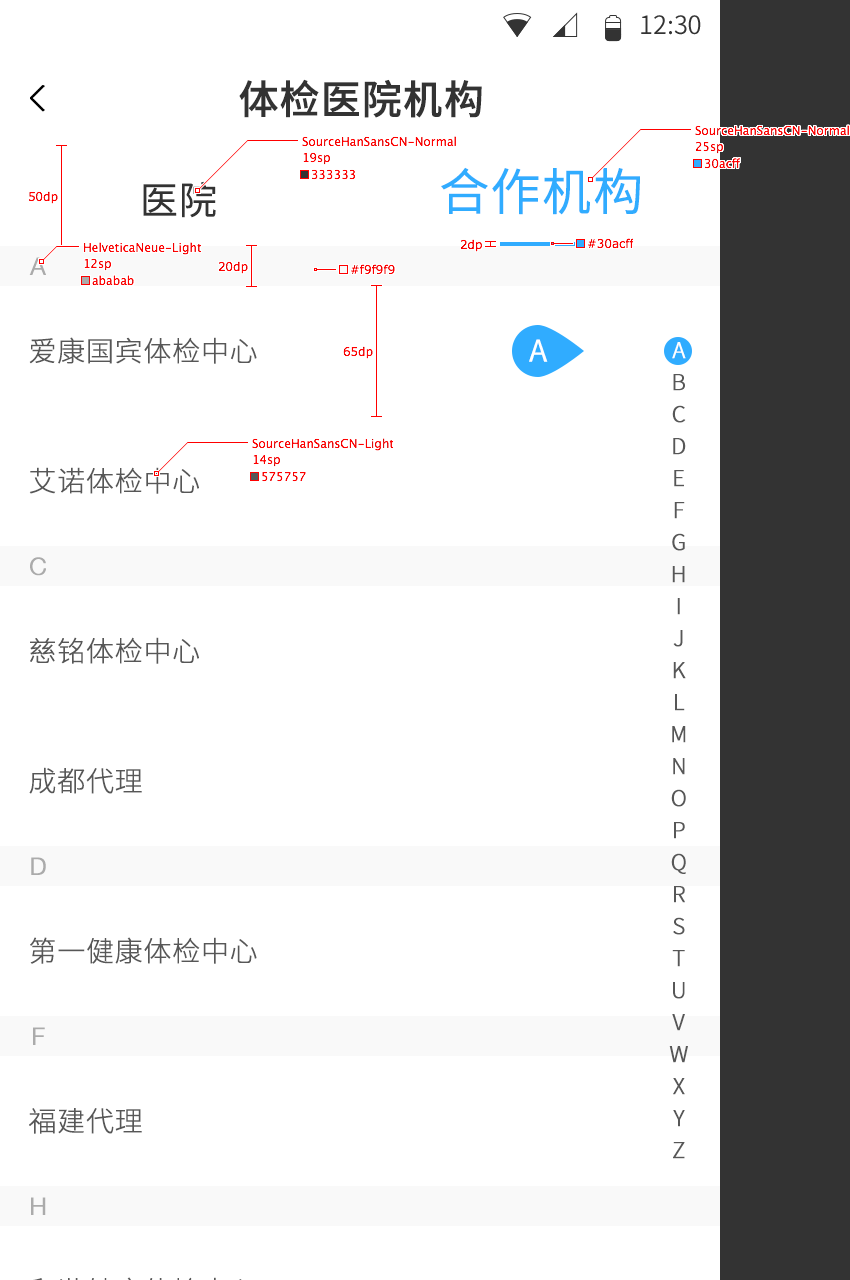 12:30
体检医院机构
SourceHanSansCN-Normal
25sp
30acff
SourceHanSansCN-Normal
19sp
333333
50dp
医院
合作机构
2dp
#30acff
HelveticaNeue-Light
12sp
ababab
A
20dp
#f9f9f9
爱康国宾体检中心
65dp
A
A
B
C
D
E
F
G
H
I
J
K
L
M
N
O
P
Q
R
S
T
U
V
W
X
Y
Z
SourceHanSansCN-Light
14sp
575757
艾诺体检中心
C
慈铭体检中心
成都代理
D
第一健康体检中心
F
福建代理
H